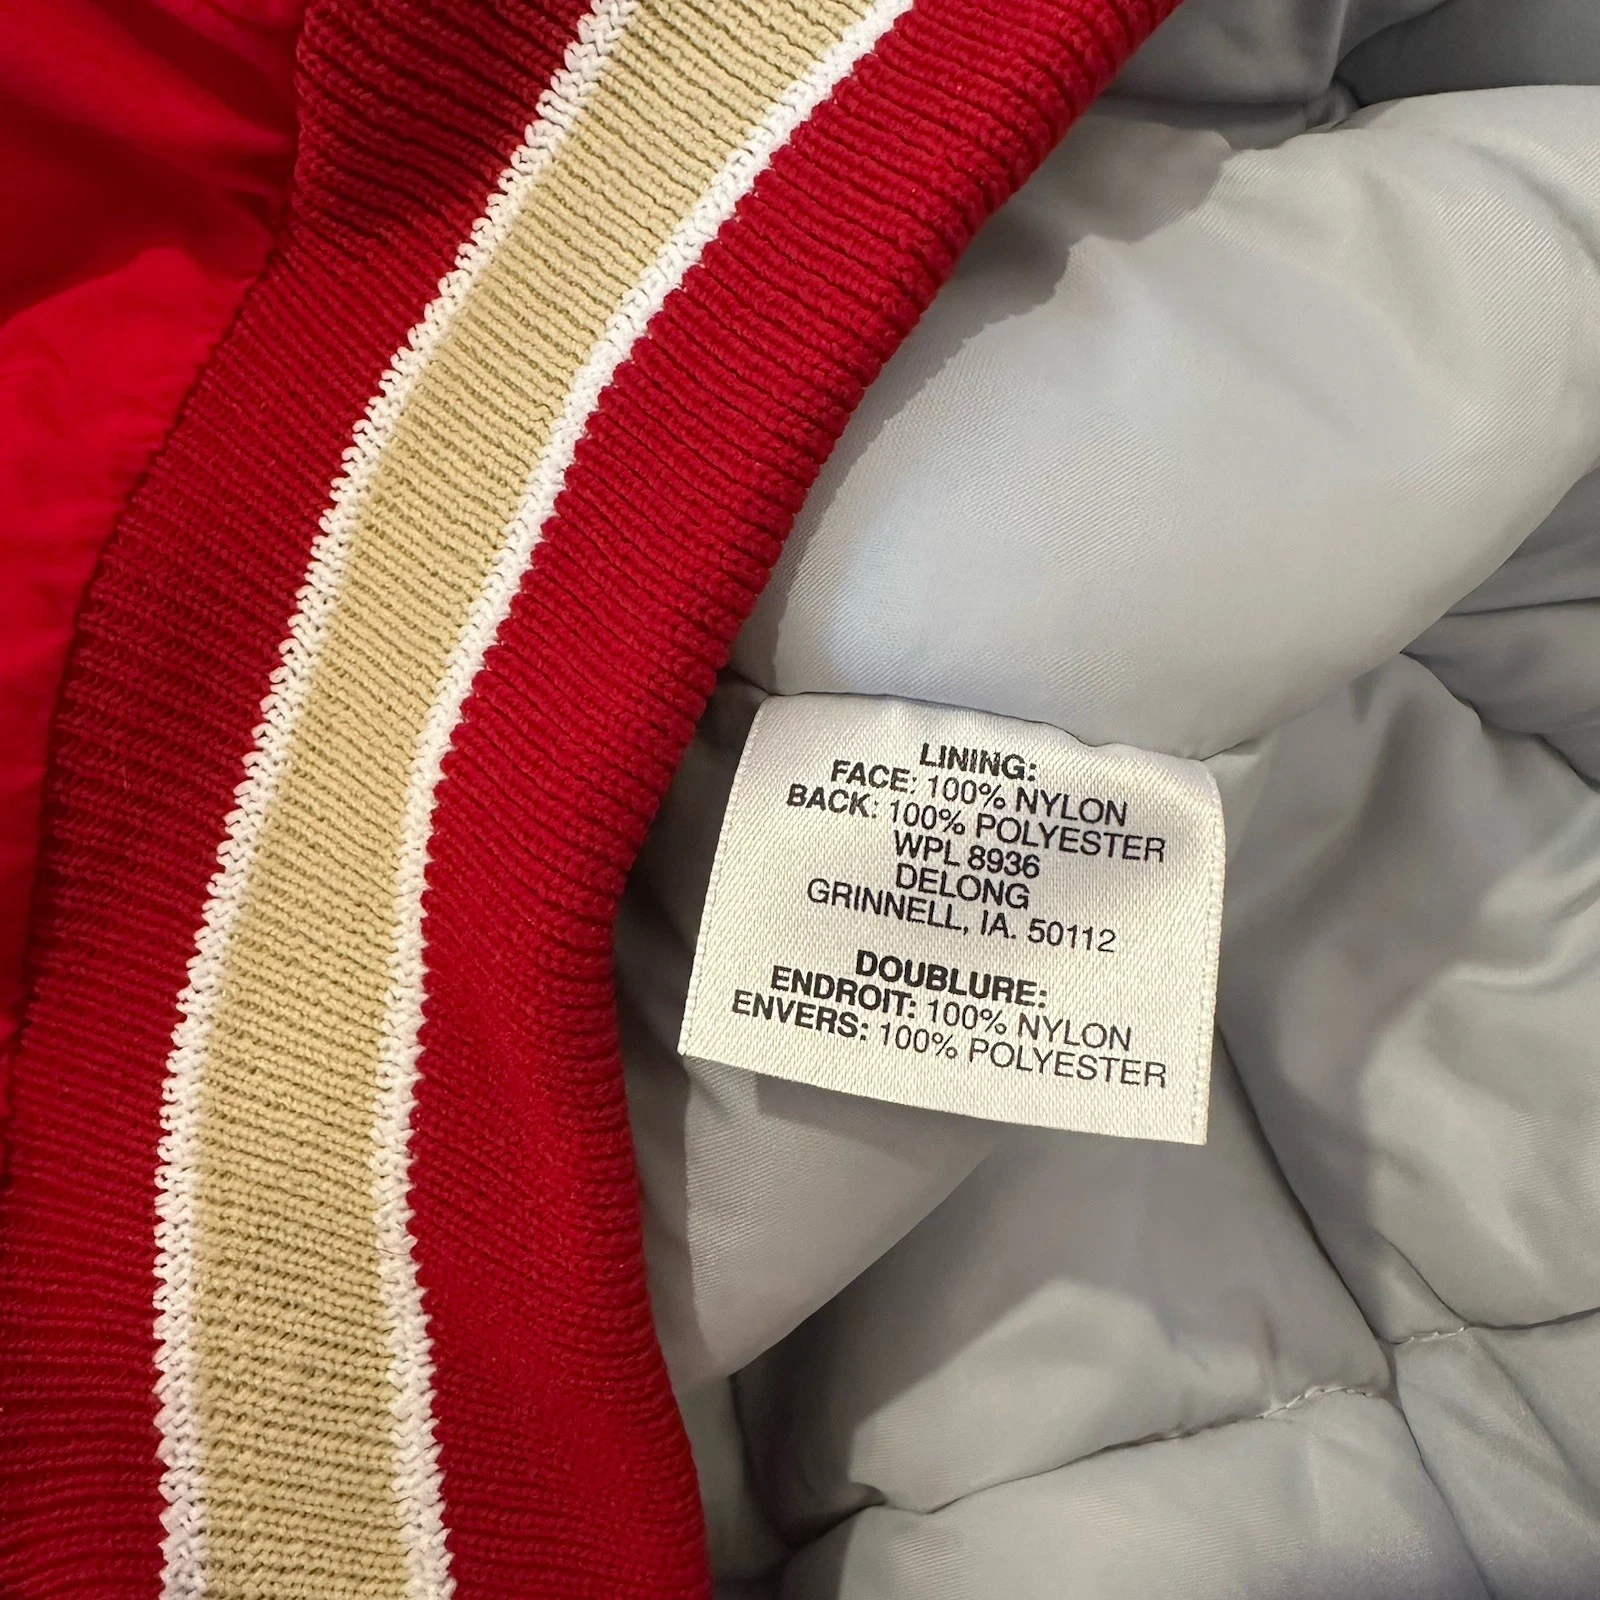 LINING:
FACE: 100% NYLON
BACK: 100% POLYESTER
WPL 8936
DELONG
GRINNELL, IA. 50112
DOUBLURE:
ENDROIT: 100% NYLON
ENVERS: 100% POLYESTER